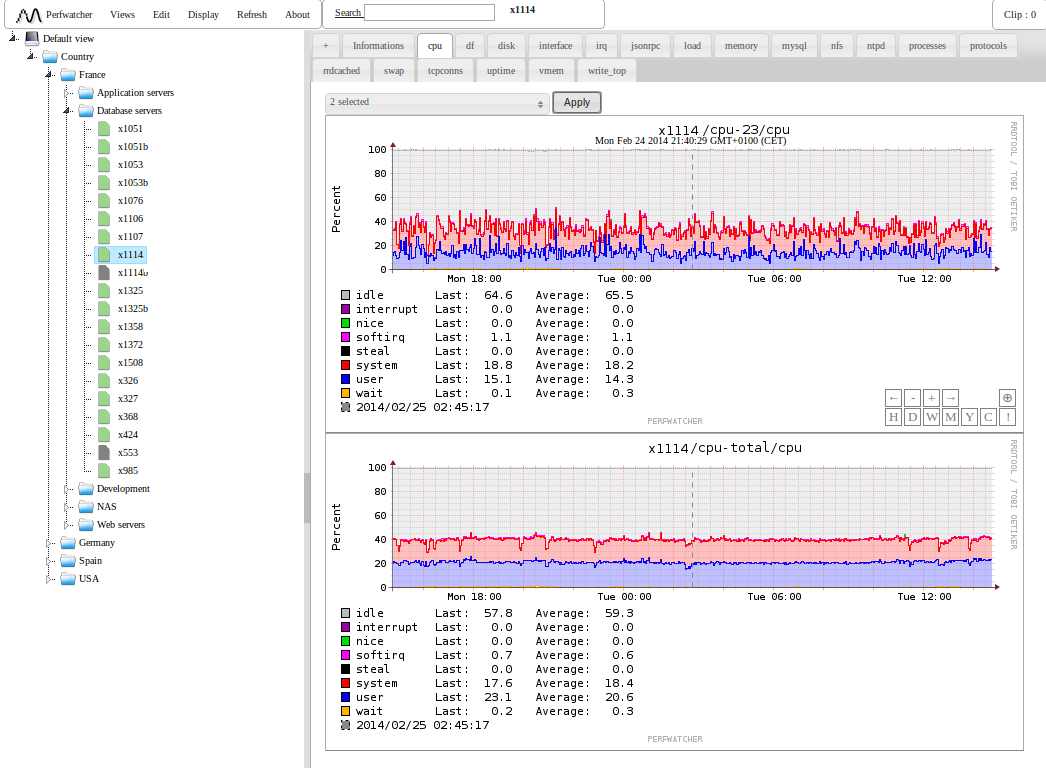 Perfwatcher Views Edit Display Refresh About
Search
x1114
Clip : 0
Default view
Country
France
Application servers
Database servers
x1051
x1051b
x1053
x1053b
x1076
x1106
x1107
x1114
x1114b
x1325
x1325b
x1358
x1372
x1508
x326
x327
x368
x424
x553
x985
Development
NAS
Web servers
Germany
Spain
USA
+ Informations cpu df disk interface irq jsonrpc load memory mysql nfs ntpd processes protocols
rrdcached swap tcpconns uptime vmem write_top
2 selected Apply
x1114/cpu-23/cpu
Mon Feb 24 2014 21:40:29 GMT+0100 (CET)
RRDTOOL / TOBI OETIKER
Percent
100
80
60
40
20
0
Mon 18:00 Tue 00:00 Tue 06:00 Tue 12:00
idle Last: 64.6 Average: 65.5
interrupt Last: 0.0 Average: 0.0
nice Last: 0.0 Average: 0.0
softirq Last: 1.1 Average: 1.1
steal Last: 0.0 Average: 0.0
system Last: 18.8 Average: 18.2
user Last: 15.1 Average: 14.3
wait Last: 0.1 Average: 0.3
2014/02/25 02:45:17
← - + → ⊕
H D W M Y C !
PERFWATCHER
x1114/cpu-total/cpu
RRDTOOL / TOBI OETIKER
Percent
100
80
60
40
20
0
Mon 18:00 Tue 00:00 Tue 06:00 Tue 12:00
idle Last: 57.8 Average: 59.3
interrupt Last: 0.0 Average: 0.0
nice Last: 0.0 Average: 0.0
softirq Last: 0.7 Average: 0.6
steal Last: 0.0 Average: 0.0
system Last: 17.6 Average: 18.4
user Last: 23.1 Average: 20.6
wait Last: 0.2 Average: 0.3
2014/02/25 02:45:17
PERFWATCHER